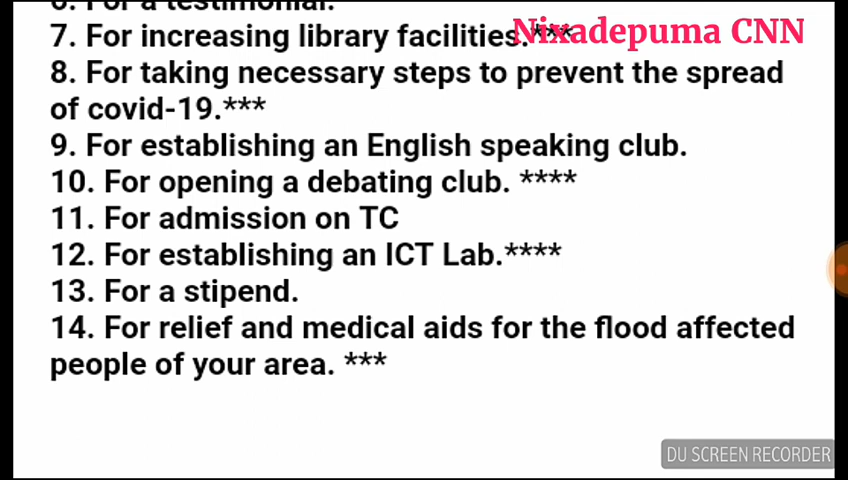 6. For a testimonial.
Nixadepuma CNN
7. For increasing library facilities.***
8. For taking necessary steps to prevent the spread
of covid-19.***
9. For establishing an English speaking club.
10. For opening a debating club. ****
11. For admission on TC
12. For establishing an ICT Lab.****
13. For a stipend.
14. For relief and medical aids for the flood affected
people of your area. ***
DU SCREEN RECORDER